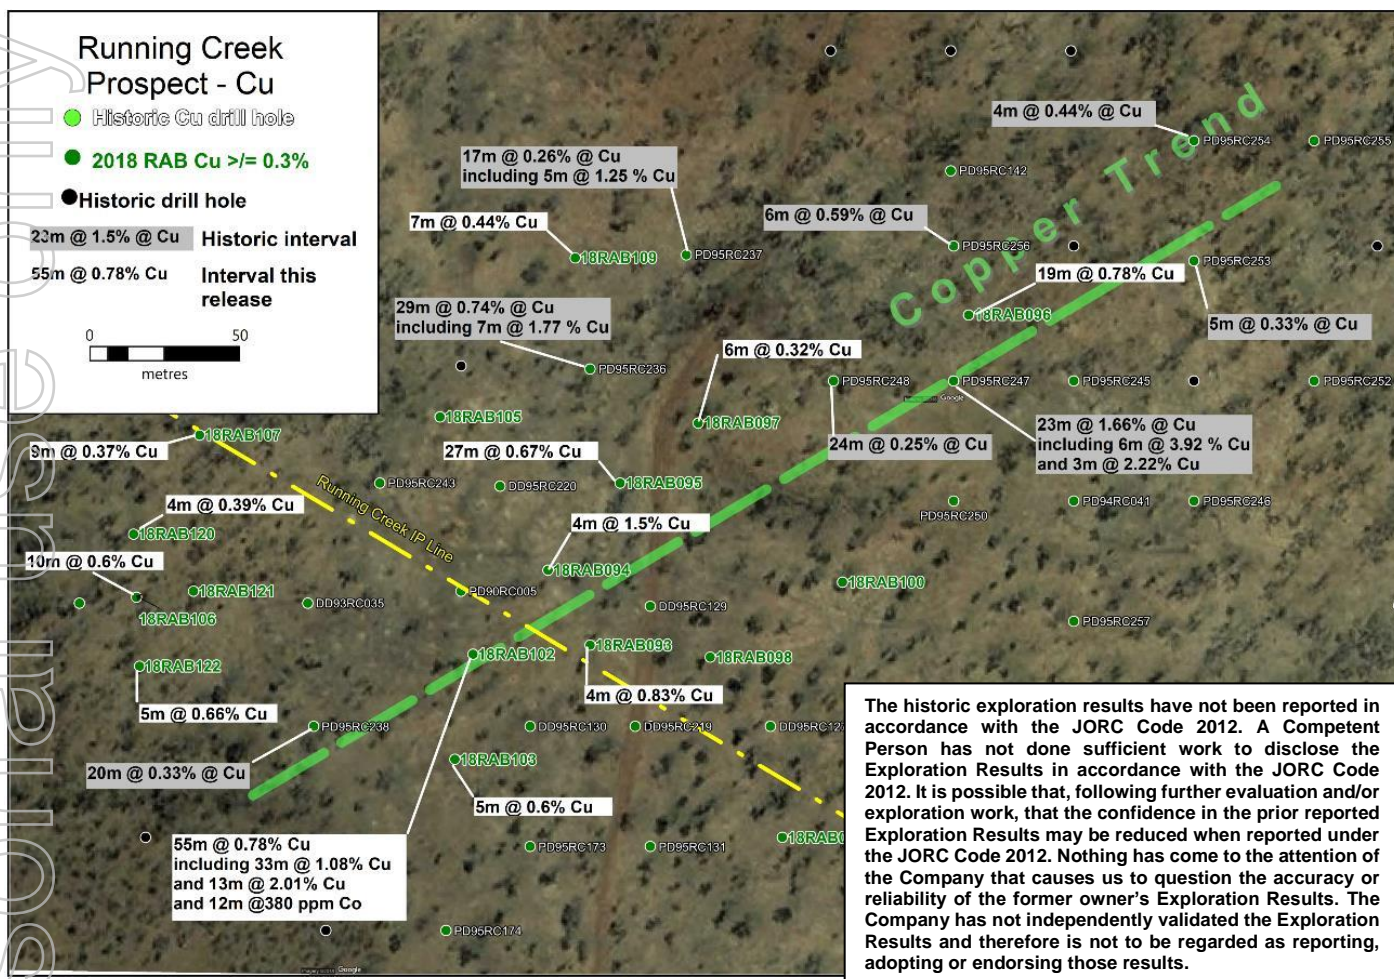 Running Creek
Prospect - Cu
Historic Cu drill hole
2018 RAB Cu >/= 0.3%
Historic drill hole
23m @ 1.5% @ Cu
Historic interval
55m @ 0.78% Cu
Interval this
release
0
50
metres
4m @ 0.44% @ Cu
PD95RC254
PD95RC255
17m @ 0.26% @ Cu
including 5m @ 1.25 % Cu
PD95RC142
Copper Trend
7m @ 0.44% Cu
6m @ 0.59% @ Cu
18RAB109
PD95RC237
PD95RC256
PD95RC253
19m @ 0.78% Cu
29m @ 0.74% @ Cu
including 7m @ 1.77 % Cu
18RAB096
5m @ 0.33% @ Cu
6m @ 0.32% Cu
PD95RC236
PD95RC248
PD95RC247
PD95RC245
PD95RC252
Google
18RAB105
18RAB097
23m @ 1.66% @ Cu
including 6m @ 3.92 % Cu
and 3m @ 2.22% Cu
18RAB107
9m @ 0.37% Cu
27m @ 0.67% Cu
24m @ 0.25% @ Cu
PD95RC243
DD95RC220
18RAB095
Running Creek IP Line
PD95RC250
PD94RC041
PD95RC246
4m @ 0.39% Cu
4m @ 1.5% Cu
18RAB120
10m @ 0.6% Cu
18RAB094
18RAB100
18RAB121
PD90RC005
DD93RC035
DD95RC129
18RAB106
PD95RC257
18RAB093
18RAB102
18RAB098
18RAB122
4m @ 0.83% Cu
5m @ 0.66% Cu
PD95RC238
DD95RC130
DD95RC219
DD95RC127
18RAB103
20m @ 0.33% @ Cu
5m @ 0.6% Cu
55m @ 0.78% Cu
including 33m @ 1.08% Cu
and 13m @ 2.01% Cu
and 12m @380 ppm Co
PD95RC173
PD95RC131
18RAB0
PD95RC174
Google
The historic exploration results have not been reported in
accordance with the JORC Code 2012. A Competent
Person has not done sufficient work to disclose the
Exploration Results in accordance with the JORC Code
2012. It is possible that, following further evaluation and/or
exploration work, that the confidence in the prior reported
Exploration Results may be reduced when reported under
the JORC Code 2012. Nothing has come to the attention of
the Company that causes us to question the accuracy or
reliability of the former owner's Exploration Results. The
Company has not independently validated the Exploration
Results and therefore is not to be regarded as reporting,
adopting or endorsing those results.
sonal use only